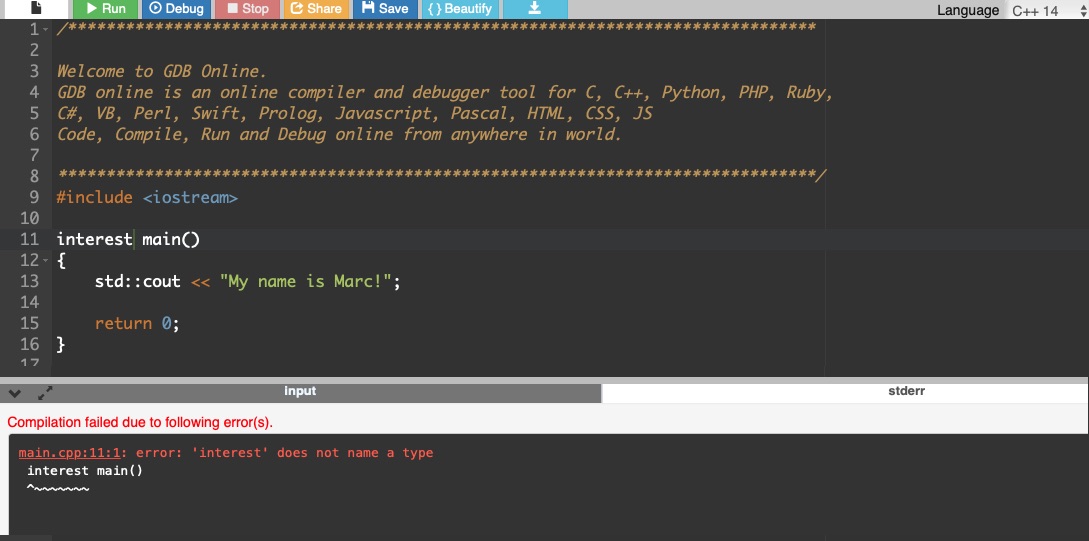 Run Debug Stop Share Save {} Beautify Language C++ 14
1 /******************************************************************************
2
3 Welcome to GDB Online.
4 GDB online is an online compiler and debugger tool for C, C++, Python, PHP, Ruby,
5 C#, VB, Perl, Swift, Prolog, Javascript, Pascal, HTML, CSS, JS
6 Code, Compile, Run and Debug online from anywhere in world.
7
8 *******************************************************************************/
9 #include <iostream>
10
11 interest main()
12 {
13     std::cout << "My name is Marc!";
14
15     return 0;
16 }
17
input stderr
Compilation failed due to following error(s).
main.cpp:11:1: error: 'interest' does not name a type
 interest main()
 ^~~~~~~~